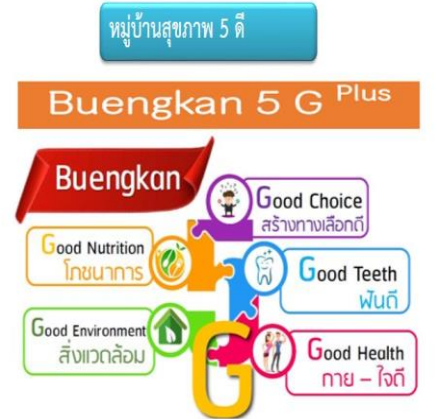 หมู่บ้านสุขภาพ 5 ดี
Buengkan 5 G Plus
Buengkan
Good Choice
สร้างทางเลือกดี
Good Nutrition
โภชนาการ
Good Teeth
ฟันดี
Good Environment
สิ่งแวดล้อม
Good Health
กาย – ใจดี
G